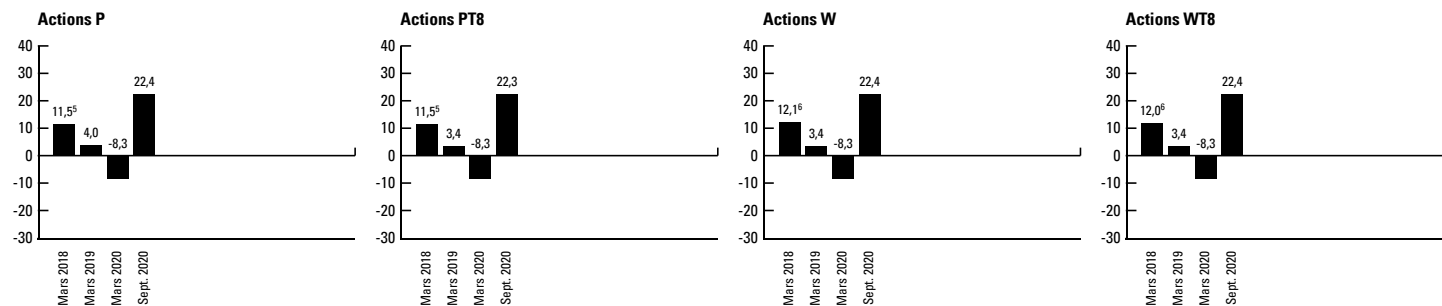 Actions P
40
30
20
10
0
-10
-20
-30
11,5⁵
4,0
-8,3
22,4
Mars 2018
Mars 2019
Mars 2020
Sept. 2020
Actions PT8
40
30
20
10
0
-10
-20
-30
11,5⁵
3,4
-8,3
22,3
Mars 2018
Mars 2019
Mars 2020
Sept. 2020
Actions W
40
30
20
10
0
-10
-20
-30
12,1⁶
3,4
-8,3
22,4
Mars 2018
Mars 2019
Mars 2020
Sept. 2020
Actions WT8
40
30
20
10
0
-10
-20
-30
12,0⁶
3,4
-8,3
22,4
Mars 2018
Mars 2019
Mars 2020
Sept. 2020